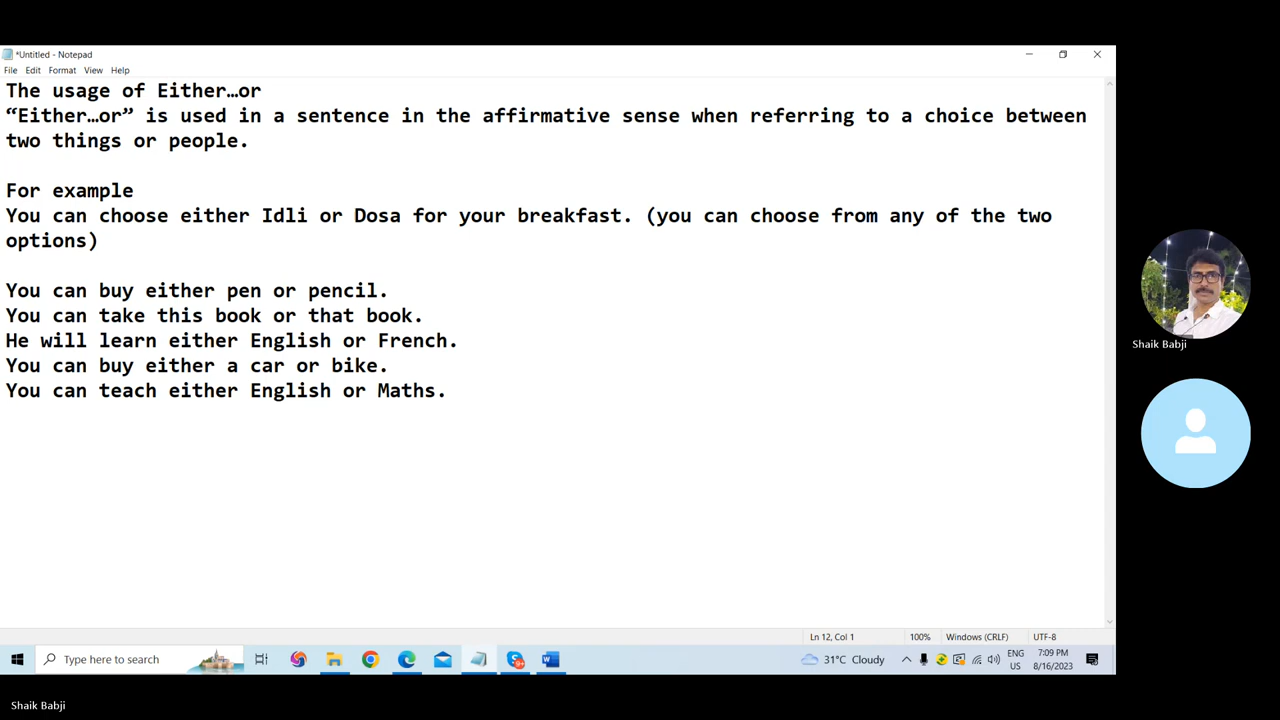 *Untitled - Notepad
File Edit Format View Help
The usage of Either…or
“Either…or” is used in a sentence in the affirmative sense when referring to a choice between
two things or people.
For example
You can choose either Idli or Dosa for your breakfast. (you can choose from any of the two
options)
You can buy either pen or pencil.
You can take this book or that book.
He will learn either English or French.
You can buy either a car or bike.
You can teach either English or Maths.
Shaik Babji
Ln 12, Col 1 100% Windows (CRLF) UTF-8
Type here to search
31°C Cloudy
ENG
US
7:09 PM
8/16/2023
Shaik Babji